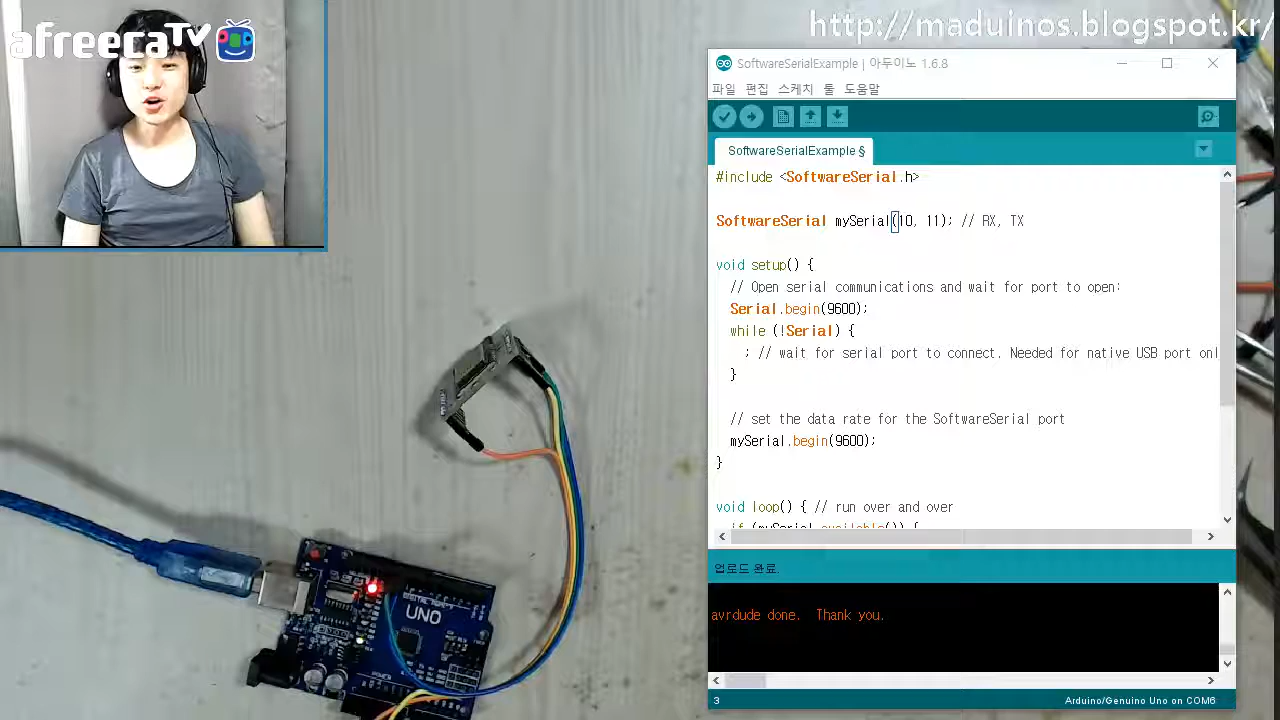 afreecaTV
http://maduinos.blogspot.kr/
SoftwareSerialExample | 아두이노 1.6.8
파일 편집 스케치 툴 도움말
SoftwareSerialExample §
#include <SoftwareSerial.h>
SoftwareSerial mySerial(10, 11); // RX, TX
void setup() {
// Open serial communications and wait for port to open:
Serial.begin(9600);
while (!Serial) {
; // wait for serial port to connect. Needed for native USB port onl
}
// set the data rate for the SoftwareSerial port
mySerial.begin(9600);
}
void loop() { // run over and over
if (mySerial.available()) {
업로드 완료.
avrdude done.  Thank you.
3
Arduino/Genuino Uno on COM6
UNO
POWER